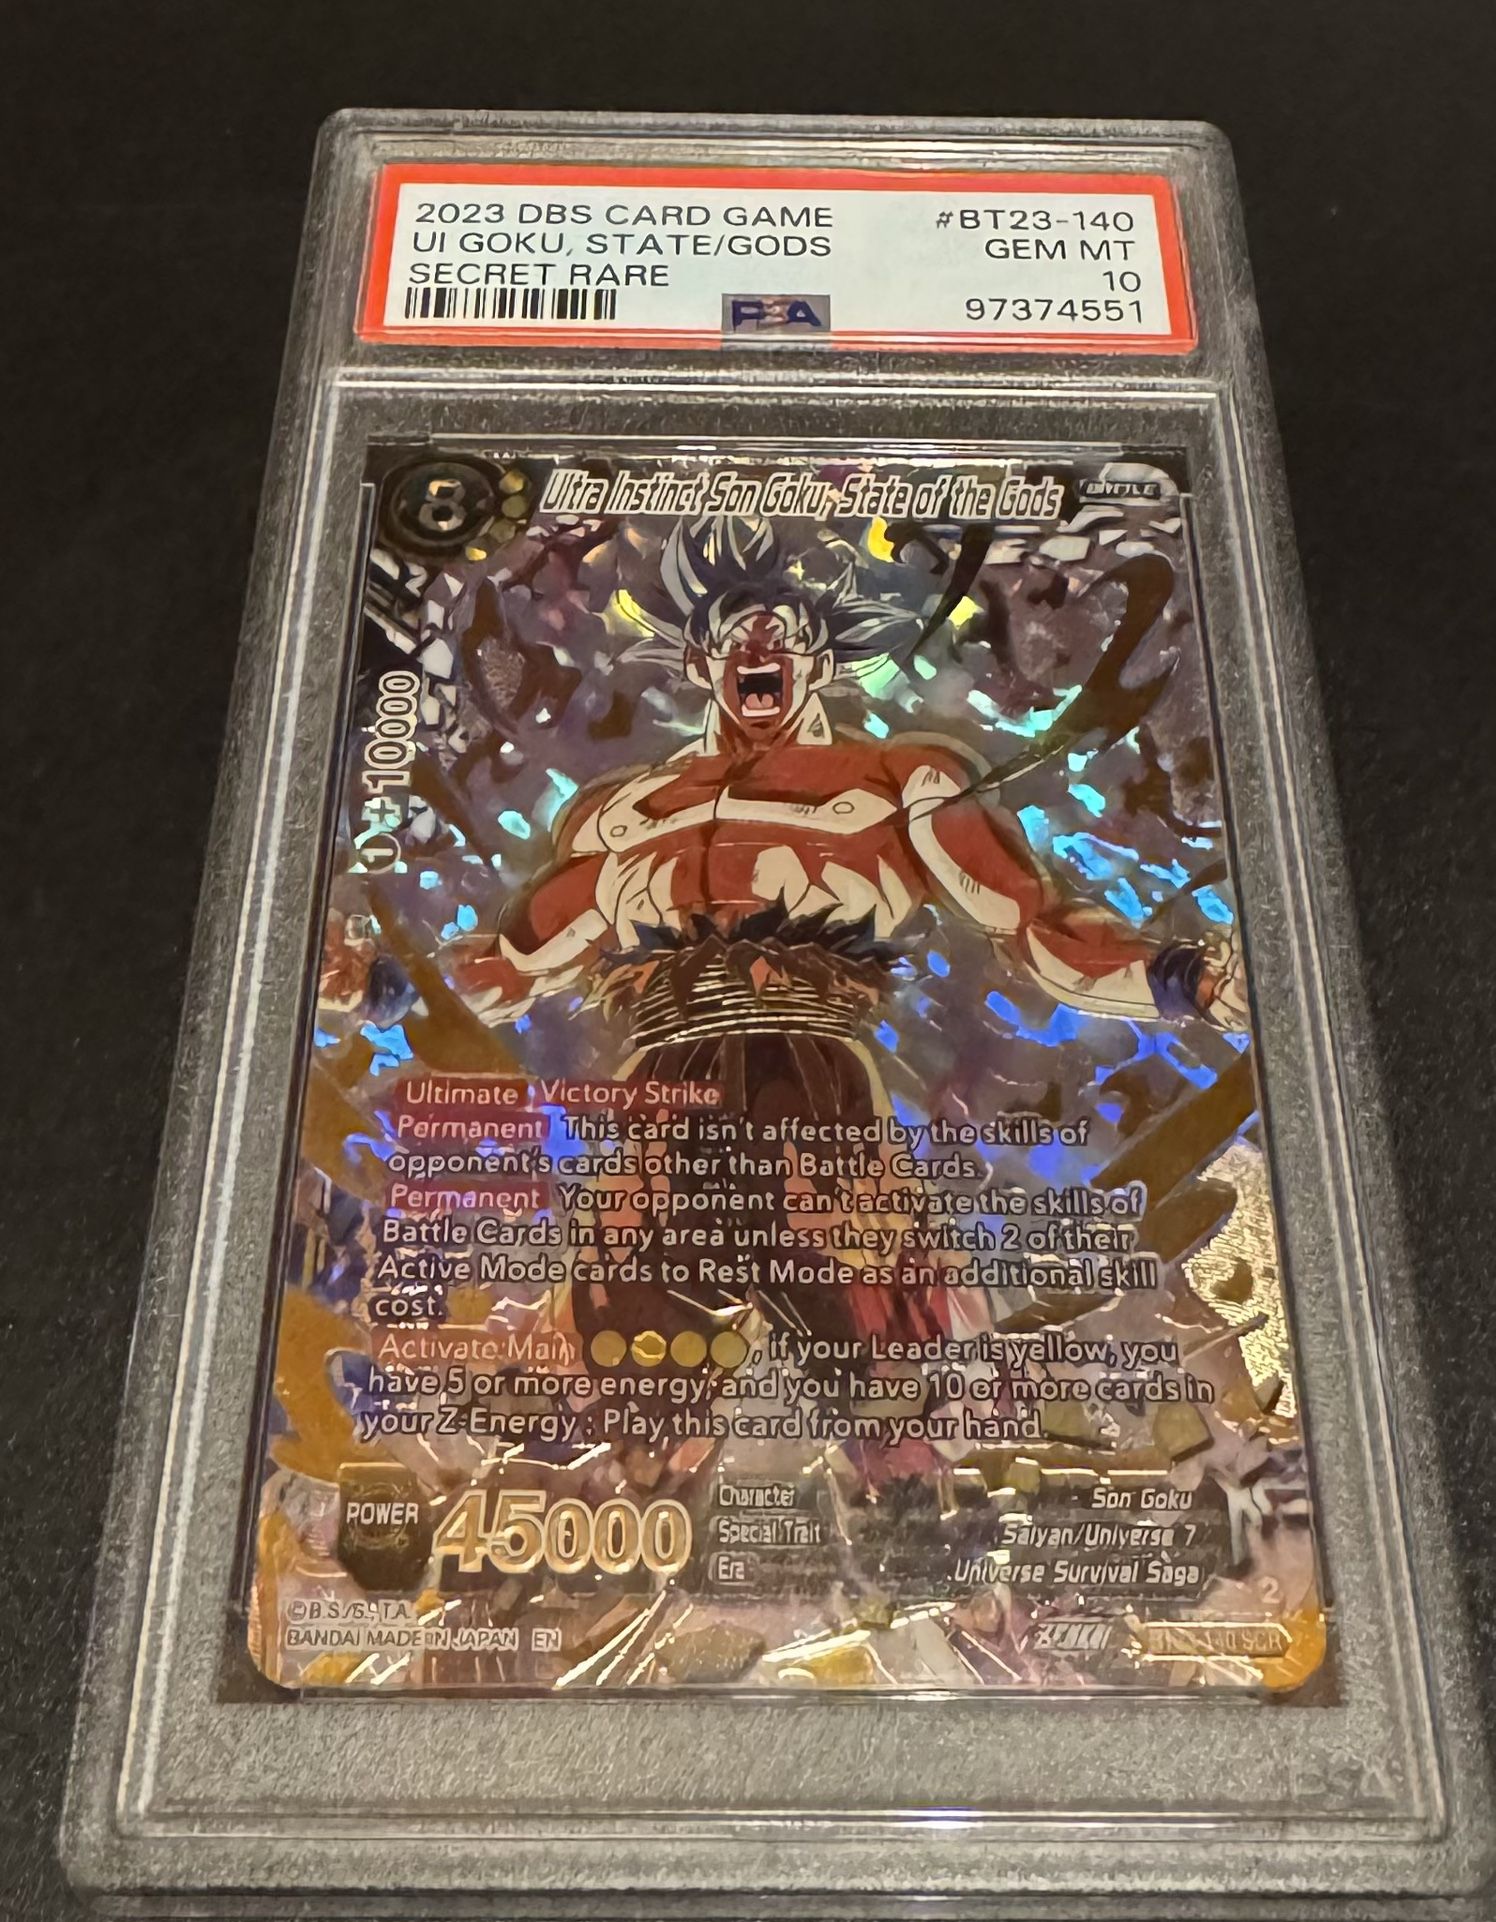 2023 DBS CARD GAME #BT23-140
UI GOKU, STATE/GODS GEM MT
SECRET RARE 10
PSA 97374551
8 Ultra Instinct Son Goku, State of the Gods BATTLE
1 +10000
Ultimate Victory Strike
Permanent This card isn't affected by the skills of
opponent's cards other than Battle Cards.
Permanent Your opponent can't activate the skills of
Battle Cards in any area unless they switch 2 of their
Active Mode cards to Rest Mode as an additional skill
cost.
Activate:Main , if your Leader is yellow, you
have 5 or more energy, and you have 10 or more cards in
your Z-Energy : Play this card from your hand.
POWER 45000
Character Son Goku
Special Trait Saiyan/Universe 7
Era Universe Survival Saga
2
©B.S./S.,T.A.
BANDAI MADE IN JAPAN EN
SCR